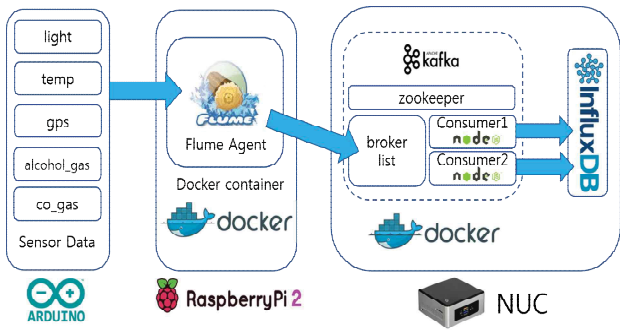 light
temp
gps
alcohol_gas
co_gas
Sensor Data
ARDUINO
FLUME
Flume Agent
Docker container
docker
RaspberryPi 2
APACHE
kafka
zookeeper
broker
list
Consumer1
node
Consumer2
node
docker
InfluxDB
NUC